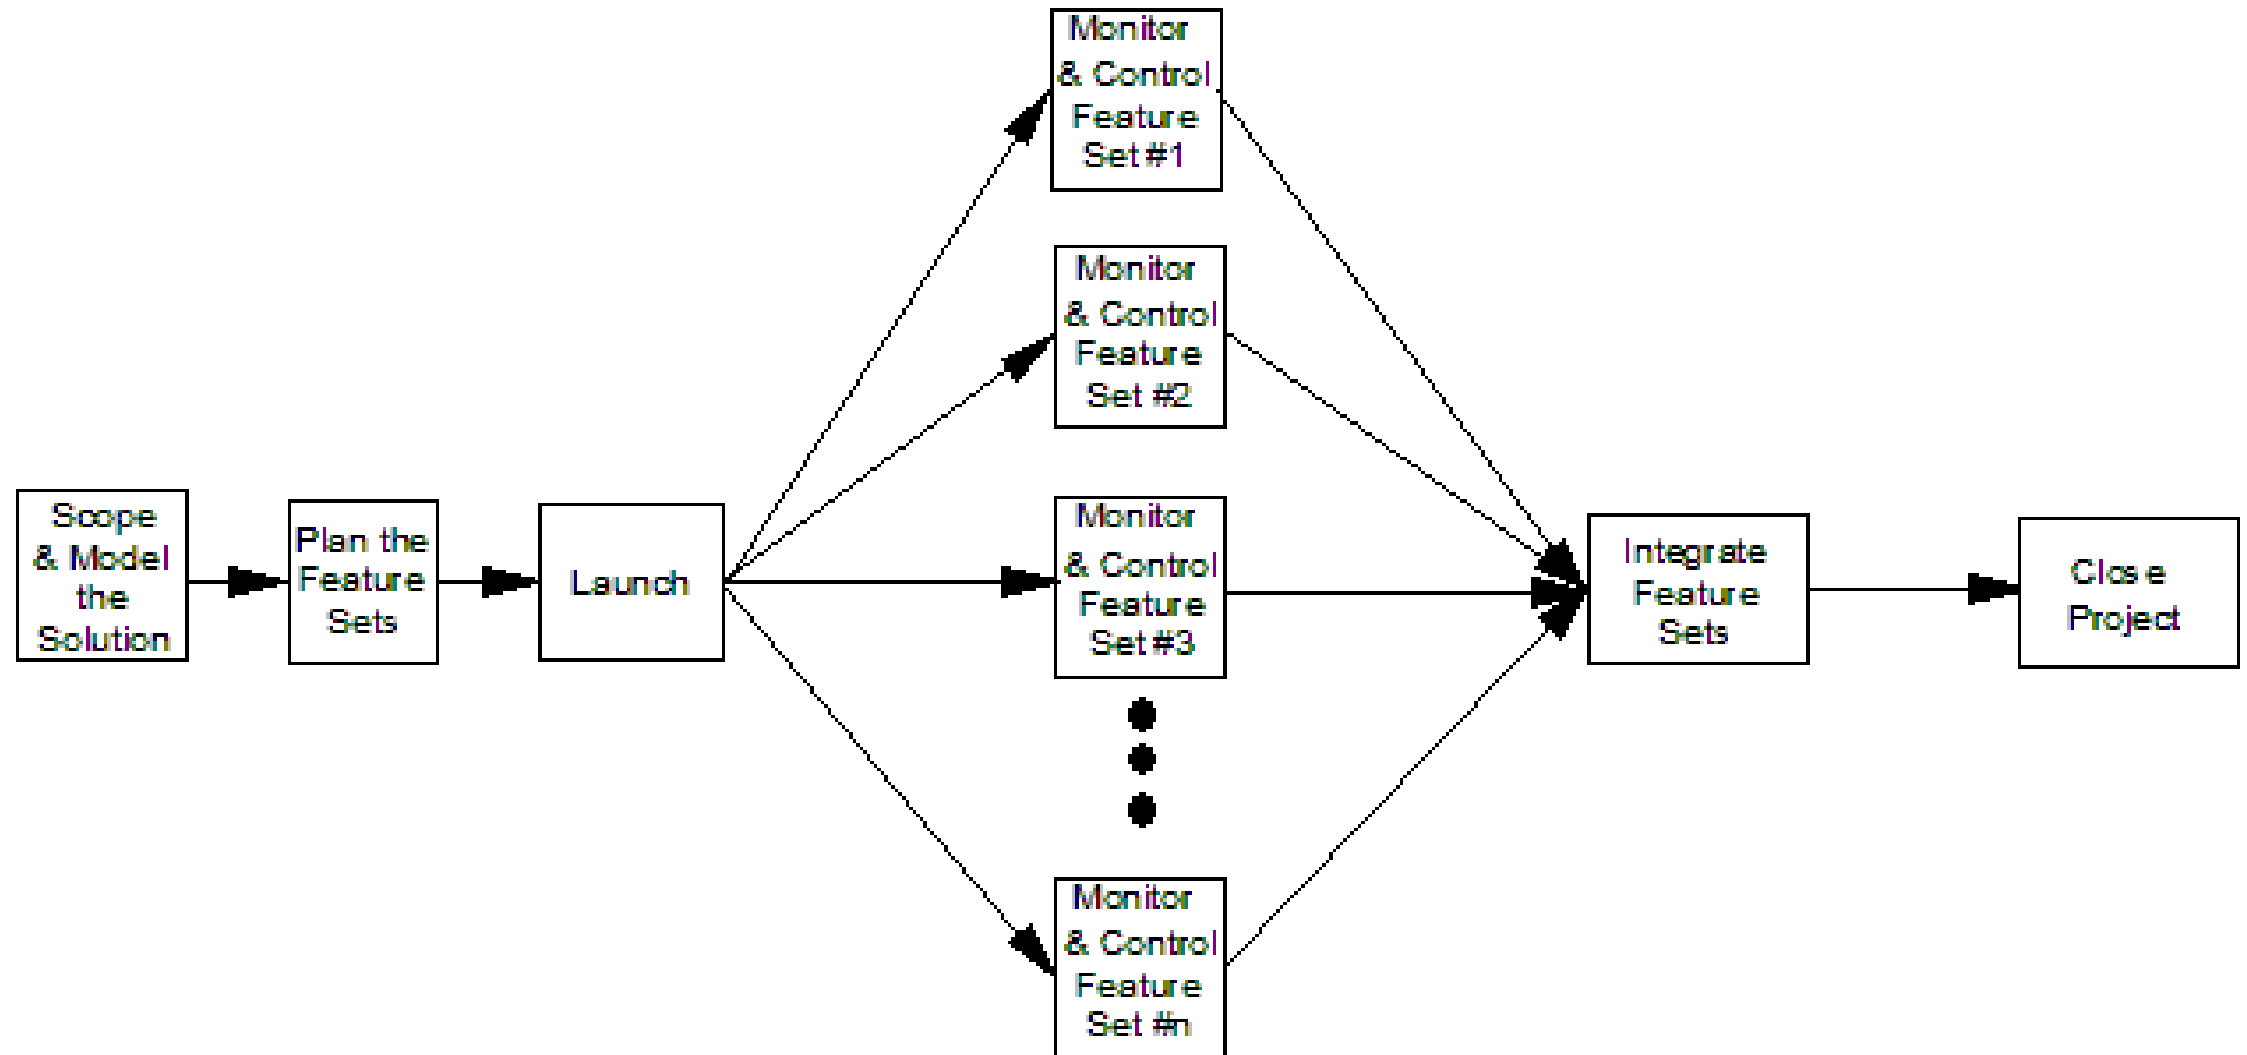 Monitor
& Control
Feature
Set #1
Monitor
& Control
Feature
Set #2
Scope
& Model
the
Solution
Plan the
Feature
Sets
Launch
Monitor
& Control
Feature
Set #3
Integrate
Feature
Sets
Close
Project
Monitor
& Control
Feature
Set #n